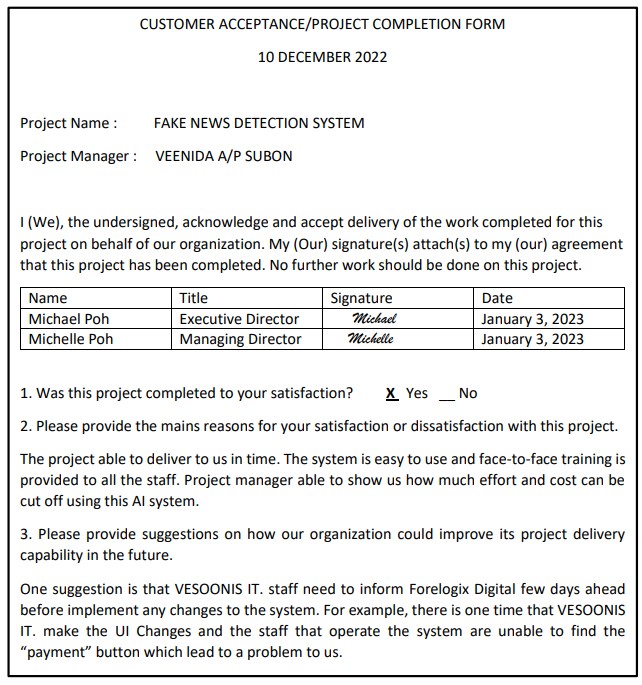 CUSTOMER ACCEPTANCE/PROJECT COMPLETION FORM
10 DECEMBER 2022
Project Name : FAKE NEWS DETECTION SYSTEM
Project Manager : VEENIDA A/P SUBON
I (We), the undersigned, acknowledge and accept delivery of the work completed for this
project on behalf of our organization. My (Our) signature(s) attach(s) to my (our) agreement
that this project has been completed. No further work should be done on this project.
Name Title Signature Date
Michael Poh Executive Director Michael January 3, 2023
Michelle Poh Managing Director Michelle January 3, 2023
1. Was this project completed to your satisfaction? X Yes __ No
2. Please provide the mains reasons for your satisfaction or dissatisfaction with this project.
The project able to deliver to us in time. The system is easy to use and face-to-face training is
provided to all the staff. Project manager able to show us how much effort and cost can be
cut off using this AI system.
3. Please provide suggestions on how our organization could improve its project delivery
capability in the future.
One suggestion is that VESOONIS IT. staff need to inform Forelogix Digital few days ahead
before implement any changes to the system. For example, there is one time that VESOONIS
IT. make the UI Changes and the staff that operate the system are unable to find the
“payment” button which lead to a problem to us.